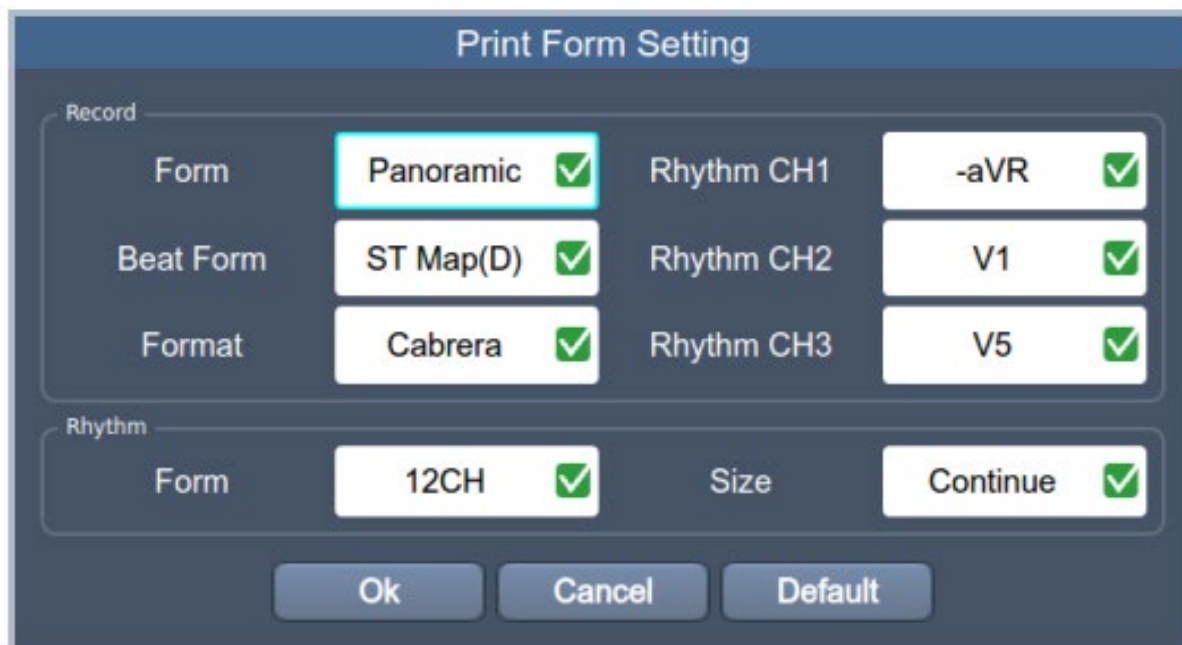 Print Form Setting
Record
Form Panoramic Rhythm CH1 -aVR
Beat Form ST Map(D) Rhythm CH2 V1
Format Cabrera Rhythm CH3 V5
Rhythm
Form 12CH Size Continue
Ok Cancel Default